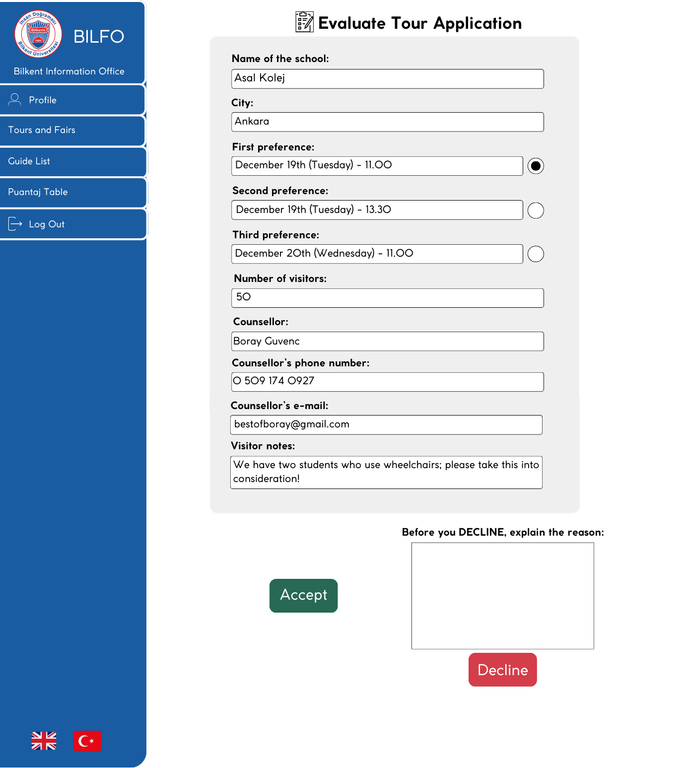 BILFO
Bilkent Information Office
Profile
Tours and Fairs
Guide List
Puantaj Table
Log Out
Evaluate Tour Application
Name of the school:
Asal Kolej
City:
Ankara
First preference:
December 19th (Tuesday) - 11.00
Second preference:
December 19th (Tuesday) - 13.30
Third preference:
December 20th (Wednesday) - 11.00
Number of visitors:
50
Counsellor:
Boray Guvenc
Counsellor's phone number:
0 509 174 0927
Counsellor's e-mail:
bestofboray@gmail.com
Visitor notes:
We have two students who use wheelchairs; please take this into
consideration!
Before you DECLINE, explain the reason:
Accept
Decline